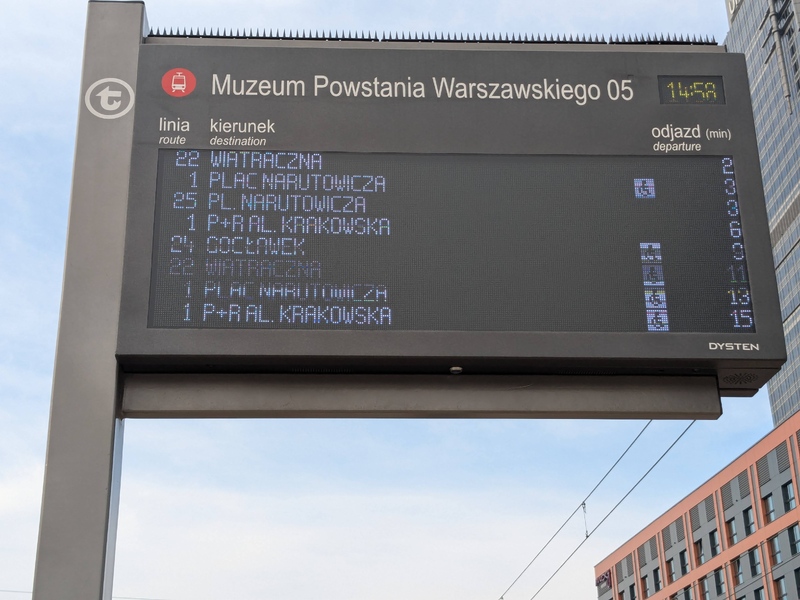 Muzeum Powstania Warszawskiego 05 14:58
linia kierunek odjazd (min)
route destination departure
22 WIATRACZNA 2
1 PLAC NARUTOWICZA 3
25 PL. NARUTOWICZA 3
1 P+R AL. KRAKOWSKA 6
24 GOCŁAWEK 9
22 WIATRACZNA 11
1 PLAC NARUTOWICZA 13
1 P+R AL. KRAKOWSKA 15
DYSTEN